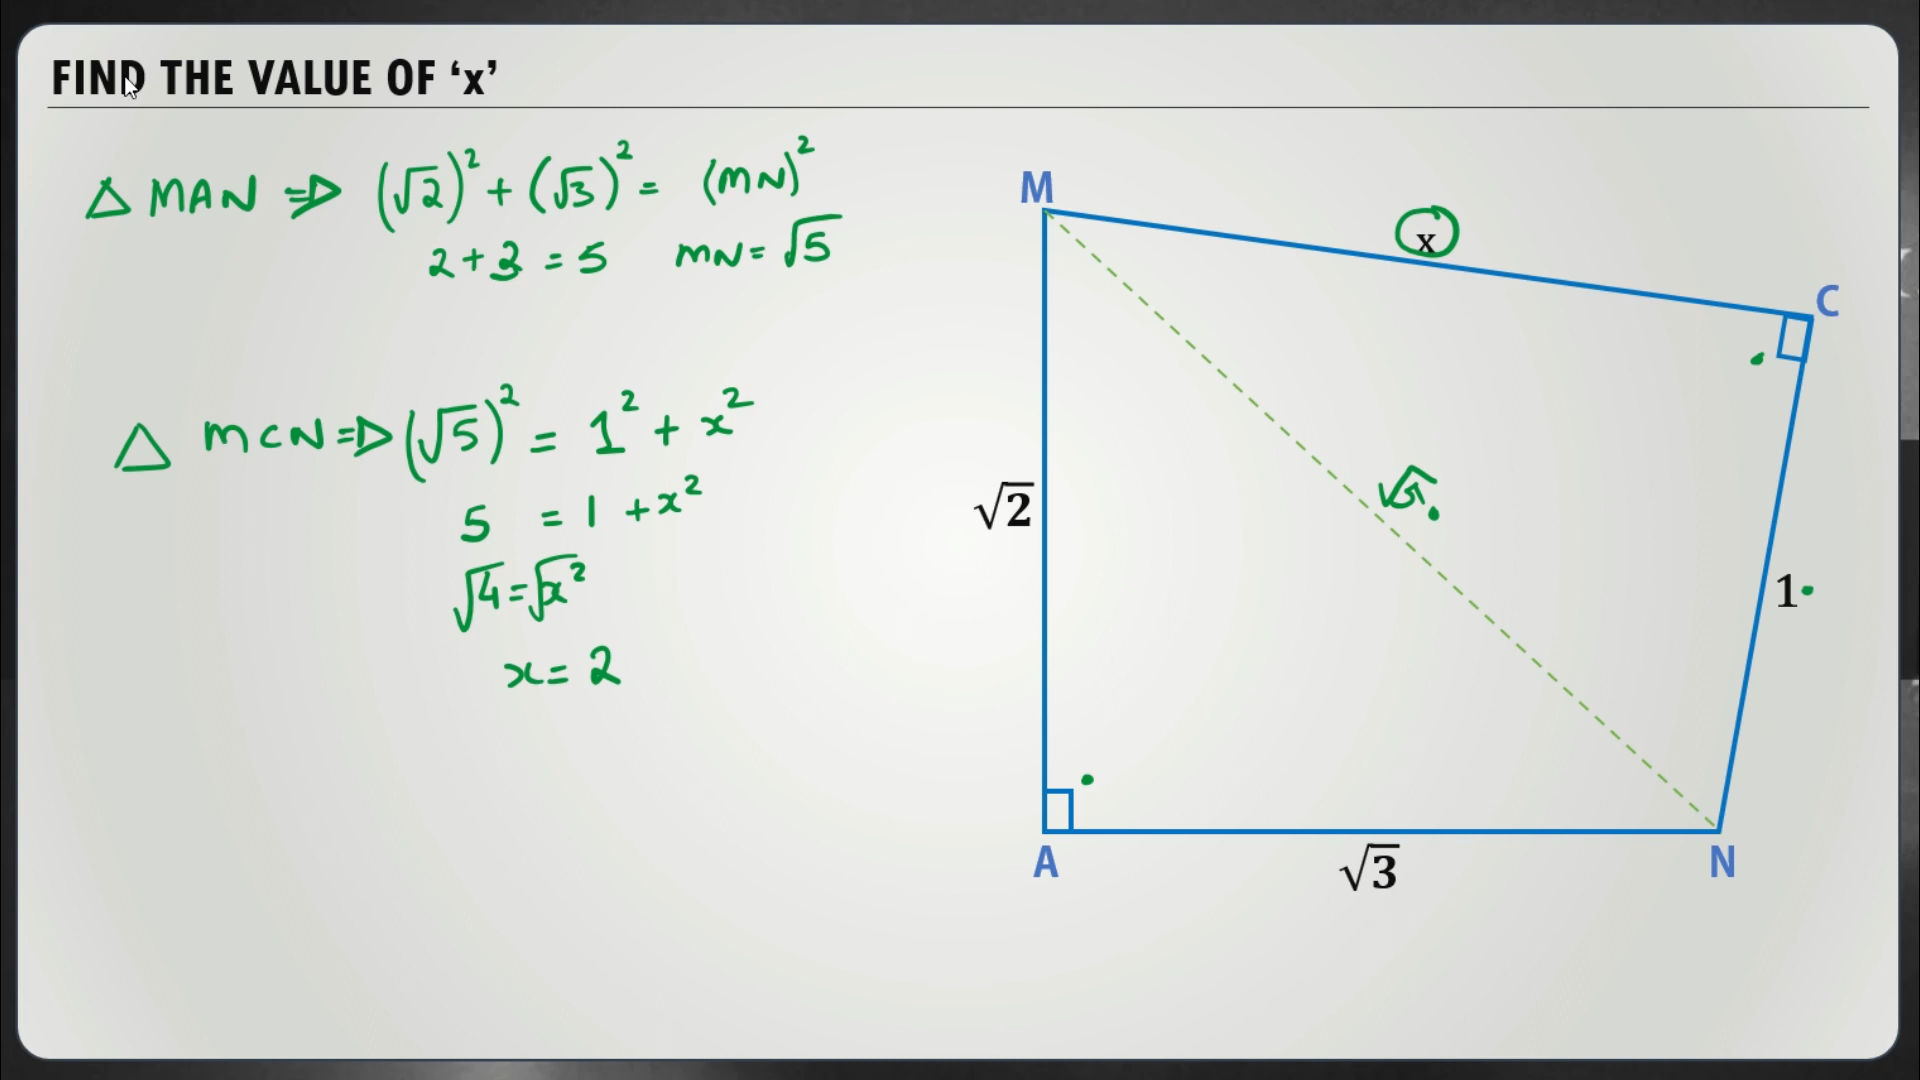 FIND THE VALUE OF ‘x’
△ MAN ⇒ (√2)² + (√3)² = (MN)²
2 + 3 = 5 MN = √5
△ MCN ⇒ (√5)² = 1² + x²
5 = 1 + x²
√4 = √x²
x = 2
M
x
C
√2
√5
1
A
√3
N